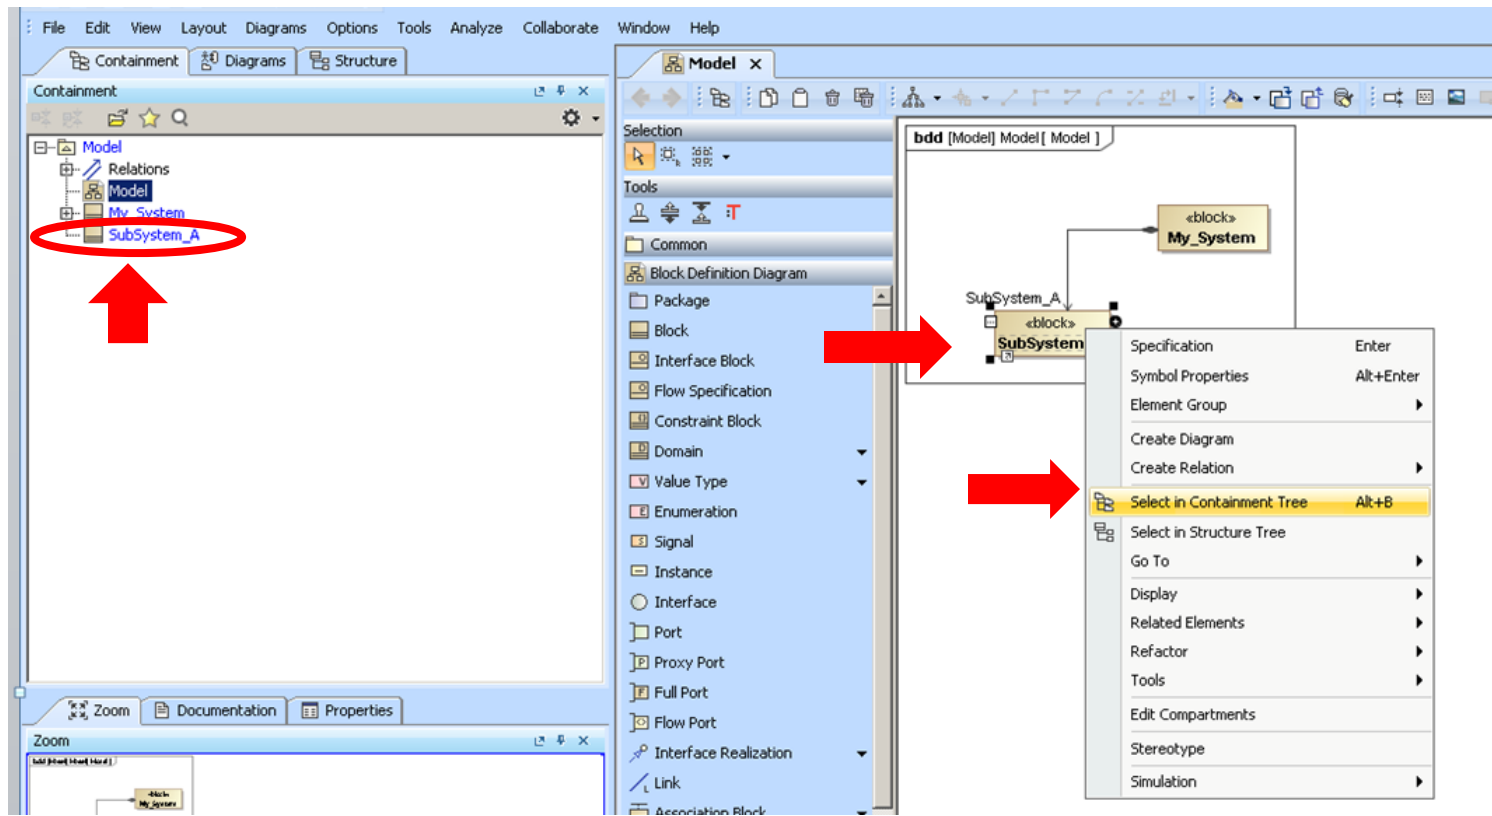 File Edit View Layout Diagrams Options Tools Analyze Collaborate Window Help
Containment Diagrams Structure
Containment
Model
Relations
Model
My_System
SubSystem_A
Zoom Documentation Properties
Zoom
My_System
Model
Selection
Tools
Common
Block Definition Diagram
Package
Block
Interface Block
Flow Specification
Constraint Block
Domain
Value Type
Enumeration
Signal
Instance
Interface
Port
Proxy Port
Full Port
Flow Port
Interface Realization
Link
Association Block
bdd [Model] Model[ Model ]
«block»
My_System
SubSystem_A
«block»
SubSystem
Specification Enter
Symbol Properties Alt+Enter
Element Group
Create Diagram
Create Relation
Select in Containment Tree Alt+B
Select in Structure Tree
Go To
Display
Related Elements
Refactor
Tools
Edit Compartments
Stereotype
Simulation